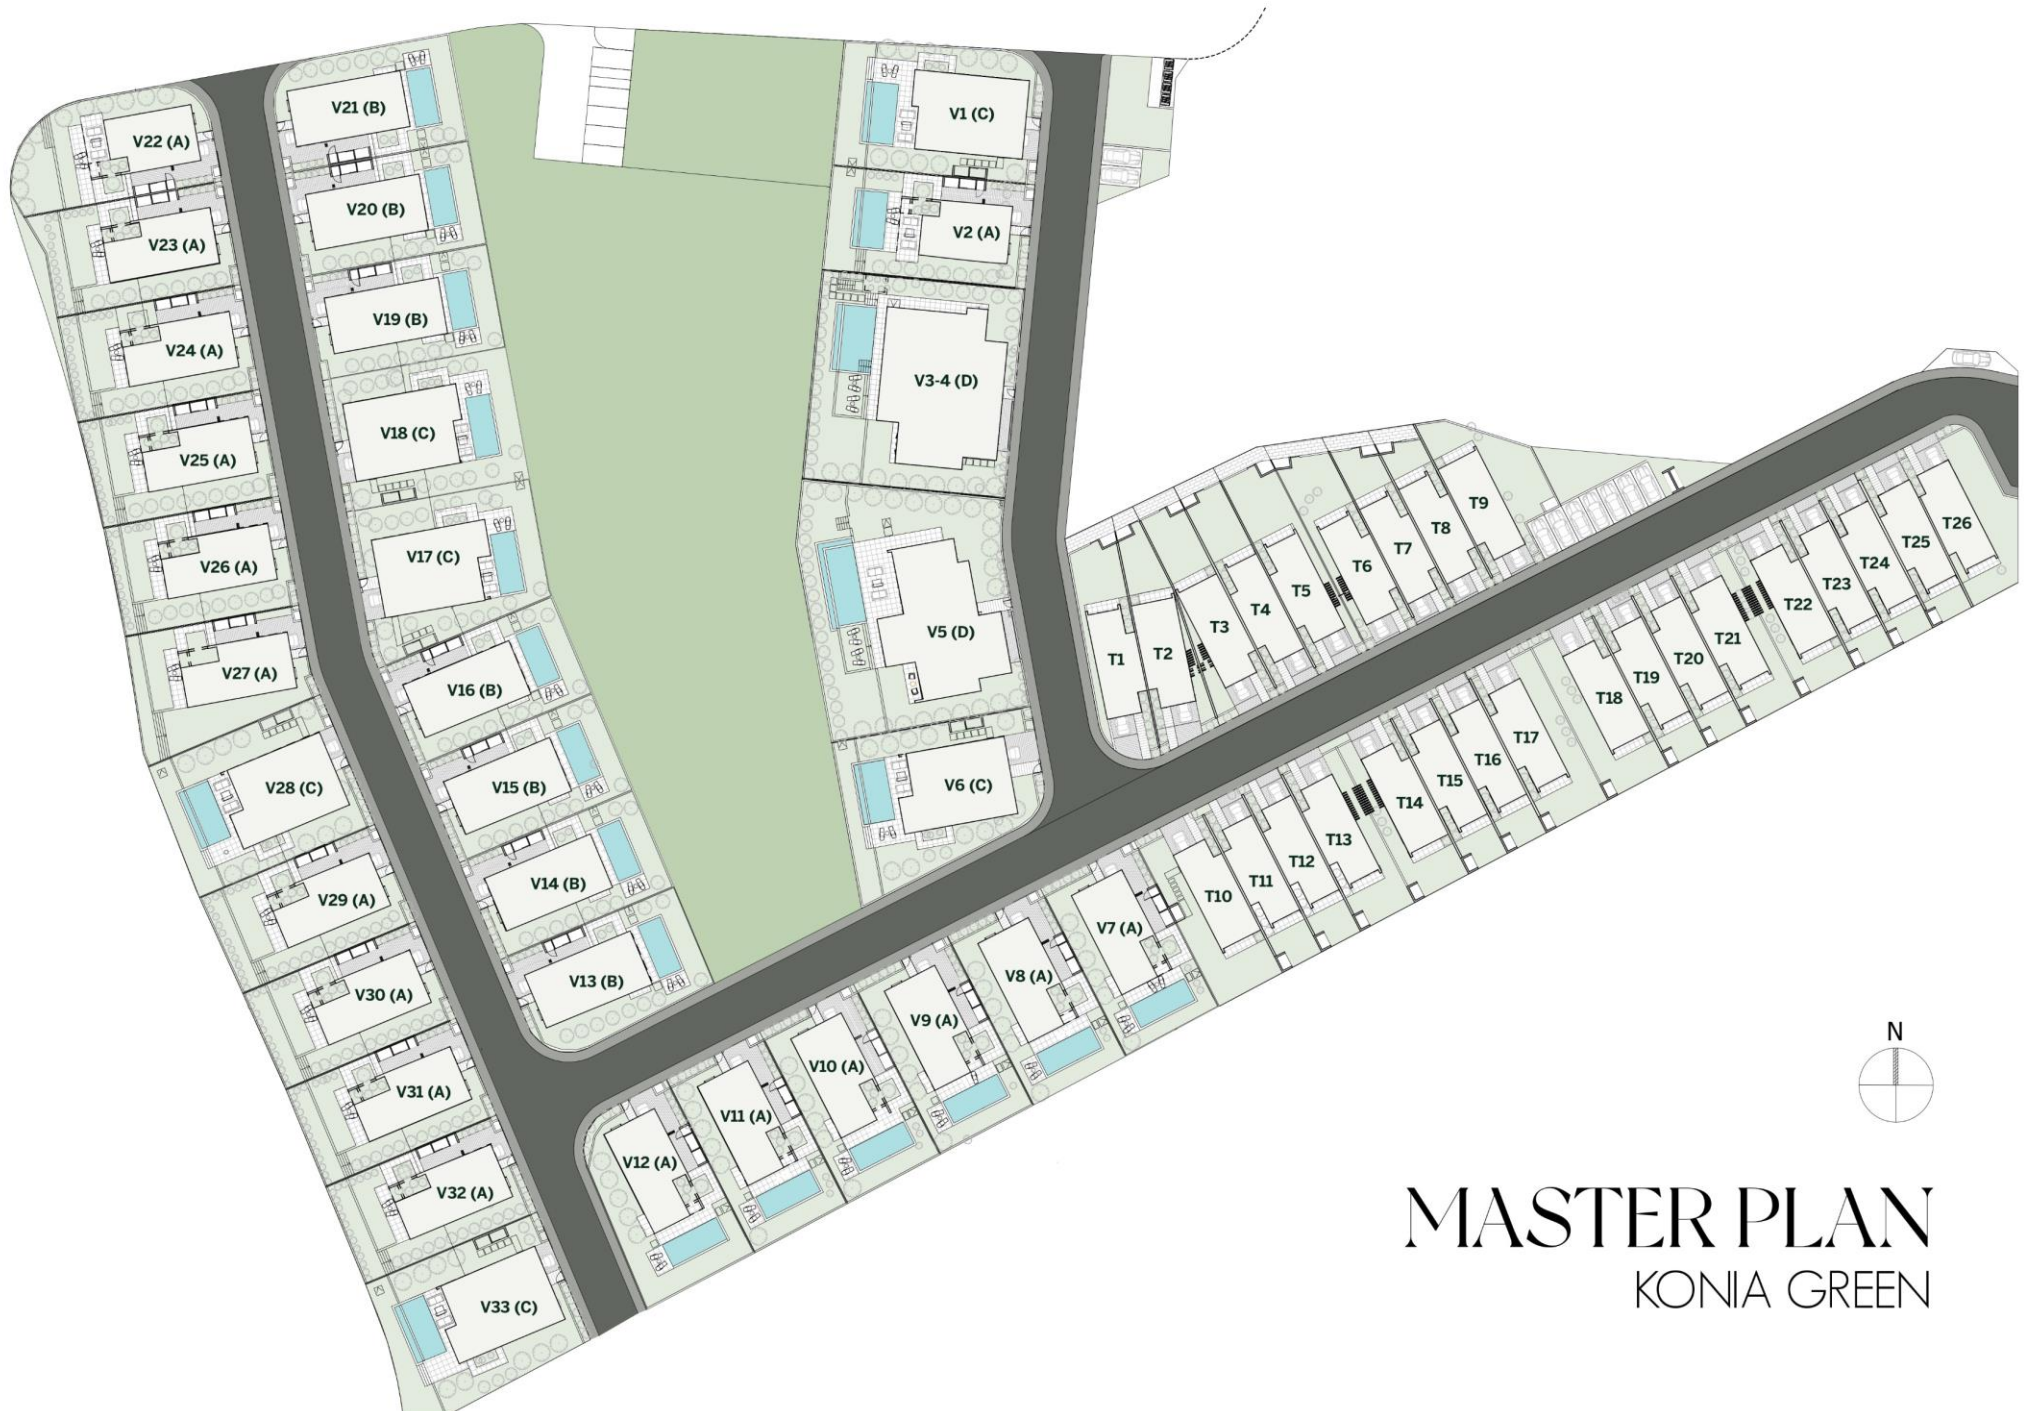 V22 (A)
V23 (A)
V24 (A)
V25 (A)
V26 (A)
V27 (A)
V28 (C)
V29 (A)
V30 (A)
V31 (A)
V32 (A)
V33 (C)
V21 (B)
V20 (B)
V19 (B)
V18 (C)
V17 (C)
V16 (B)
V15 (B)
V14 (B)
V13 (B)
V1 (C)
V2 (A)
V3-4 (D)
V5 (D)
V6 (C)
V7 (A)
V8 (A)
V9 (A)
V10 (A)
V11 (A)
V12 (A)
T1
T2
T3
T4
T5
T6
T7
T8
T9
T10
T11
T12
T13
T14
T15
T16
T17
T18
T19
T20
T21
T22
T23
T24
T25
T26
N
MASTER PLAN
KONIA GREEN